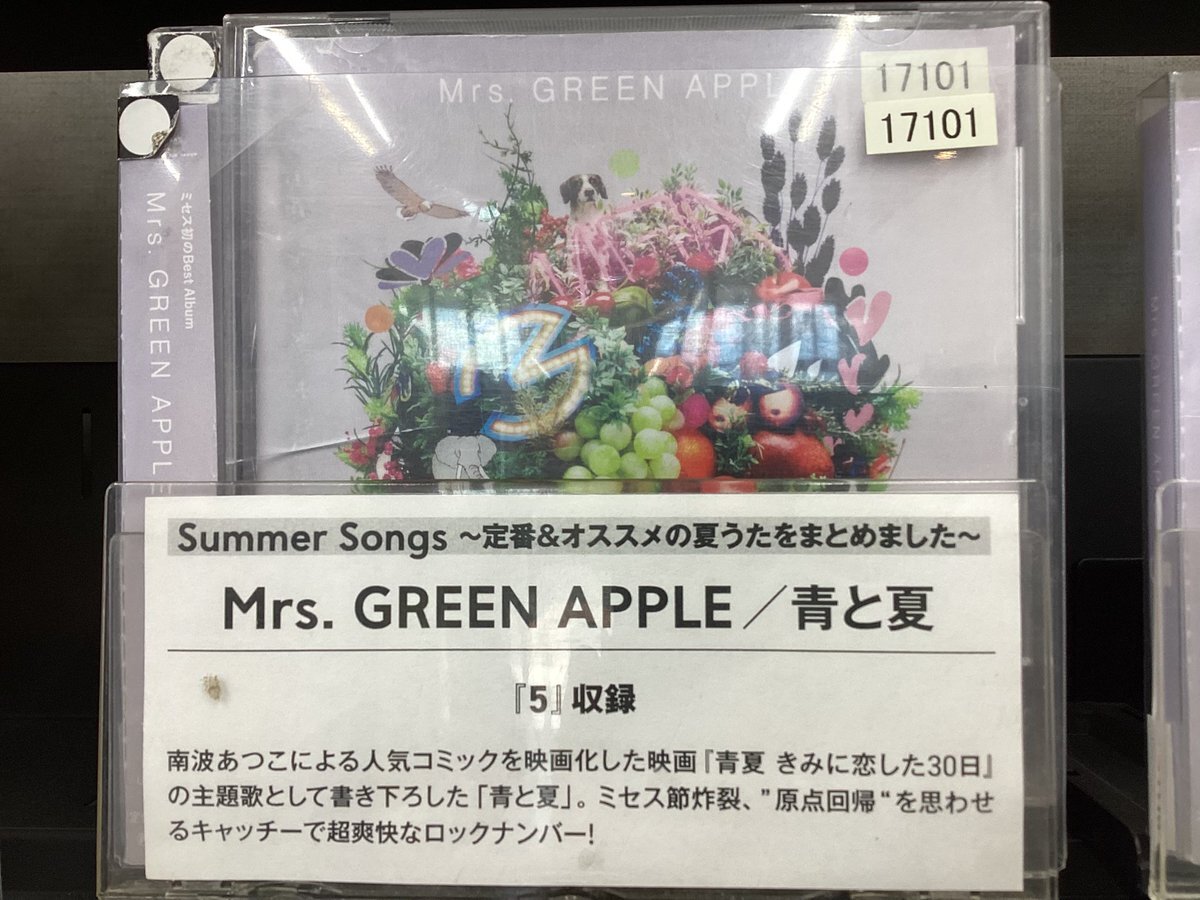 Mrs. GREEN APPL
17101
17101
ミセス初のBest Album
Mrs. GREEN APPLE
Summer Songs ～定番&オススメの夏うたをまとめました～
Mrs. GREEN APPLE／青と夏
『5』収録
南波あつこによる人気コミックを映画化した映画『青夏 きみに恋した30日』
の主題歌として書き下ろした「青と夏」。ミセス節炸裂、”原点回帰“を思わせ
るキャッチーで超爽快なロックナンバー!